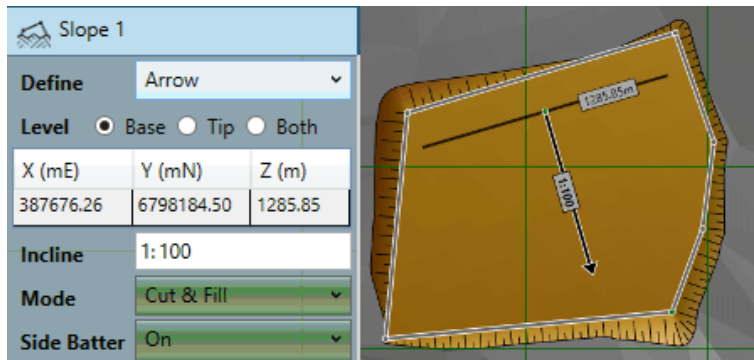 Slope 1
Define Arrow
Level Base Tip Both
X (mE) Y (mN) Z (m)
387676.26 6798184.50 1285.85
Incline 1: 100
Mode Cut & Fill
Side Batter On
1285.85m
1:100